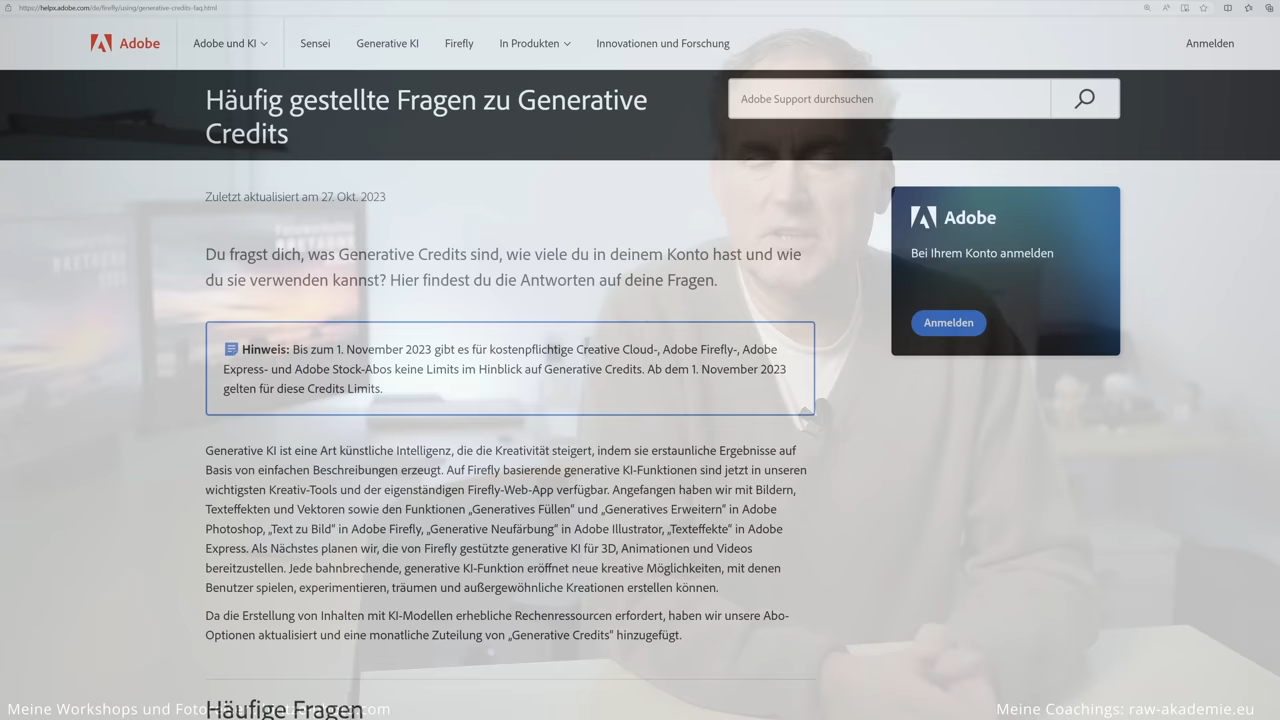 https://helpx.adobe.com/de/firefly/using/generative-credits-faq.html
Adobe
Adobe und KI
Sensei
Generative KI
Firefly
In Produkten
Innovationen und Forschung
Anmelden
Häufig gestellte Fragen zu Generative
Credits
Adobe Support durchsuchen
Zuletzt aktualisiert am 27. Okt. 2023
Adobe
Bei Ihrem Konto anmelden
Anmelden
Du fragst dich, was Generative Credits sind, wie viele du in deinem Konto hast und wie
du sie verwenden kannst? Hier findest du die Antworten auf deine Fragen.
Hinweis: Bis zum 1. November 2023 gibt es für kostenpflichtige Creative Cloud-, Adobe Firefly-, Adobe
Express- und Adobe Stock-Abos keine Limits im Hinblick auf Generative Credits. Ab dem 1. November 2023
gelten für diese Credits Limits.
Generative KI ist eine Art künstliche Intelligenz, die die Kreativität steigert, indem sie erstaunliche Ergebnisse auf
Basis von einfachen Beschreibungen erzeugt. Auf Firefly basierende generative KI-Funktionen sind jetzt in unseren
wichtigsten Kreativ-Tools und der eigenständigen Firefly-Web-App verfügbar. Angefangen haben wir mit Bildern,
Texteffekten und Vektoren sowie den Funktionen „Generatives Füllen“ und „Generatives Erweitern“ in Adobe
Photoshop, „Text zu Bild“ in Adobe Firefly, „Generative Neufärbung“ in Adobe Illustrator, „Texteffekte“ in Adobe
Express. Als Nächstes planen wir, die von Firefly gestützte generative KI für 3D, Animationen und Videos
bereitzustellen. Jede bahnbrechende, generative KI-Funktion eröffnet neue kreative Möglichkeiten, mit denen
Benutzer spielen, experimentieren, träumen und außergewöhnliche Kreationen erstellen können.
Da die Erstellung von Inhalten mit KI-Modellen erhebliche Rechenressourcen erfordert, haben wir unsere Abo-
Optionen aktualisiert und eine monatliche Zuteilung von „Generative Credits“ hinzugefügt.
Häufige Fragen
Meine Workshops und
Meine Coachings: raw-akademie.eu